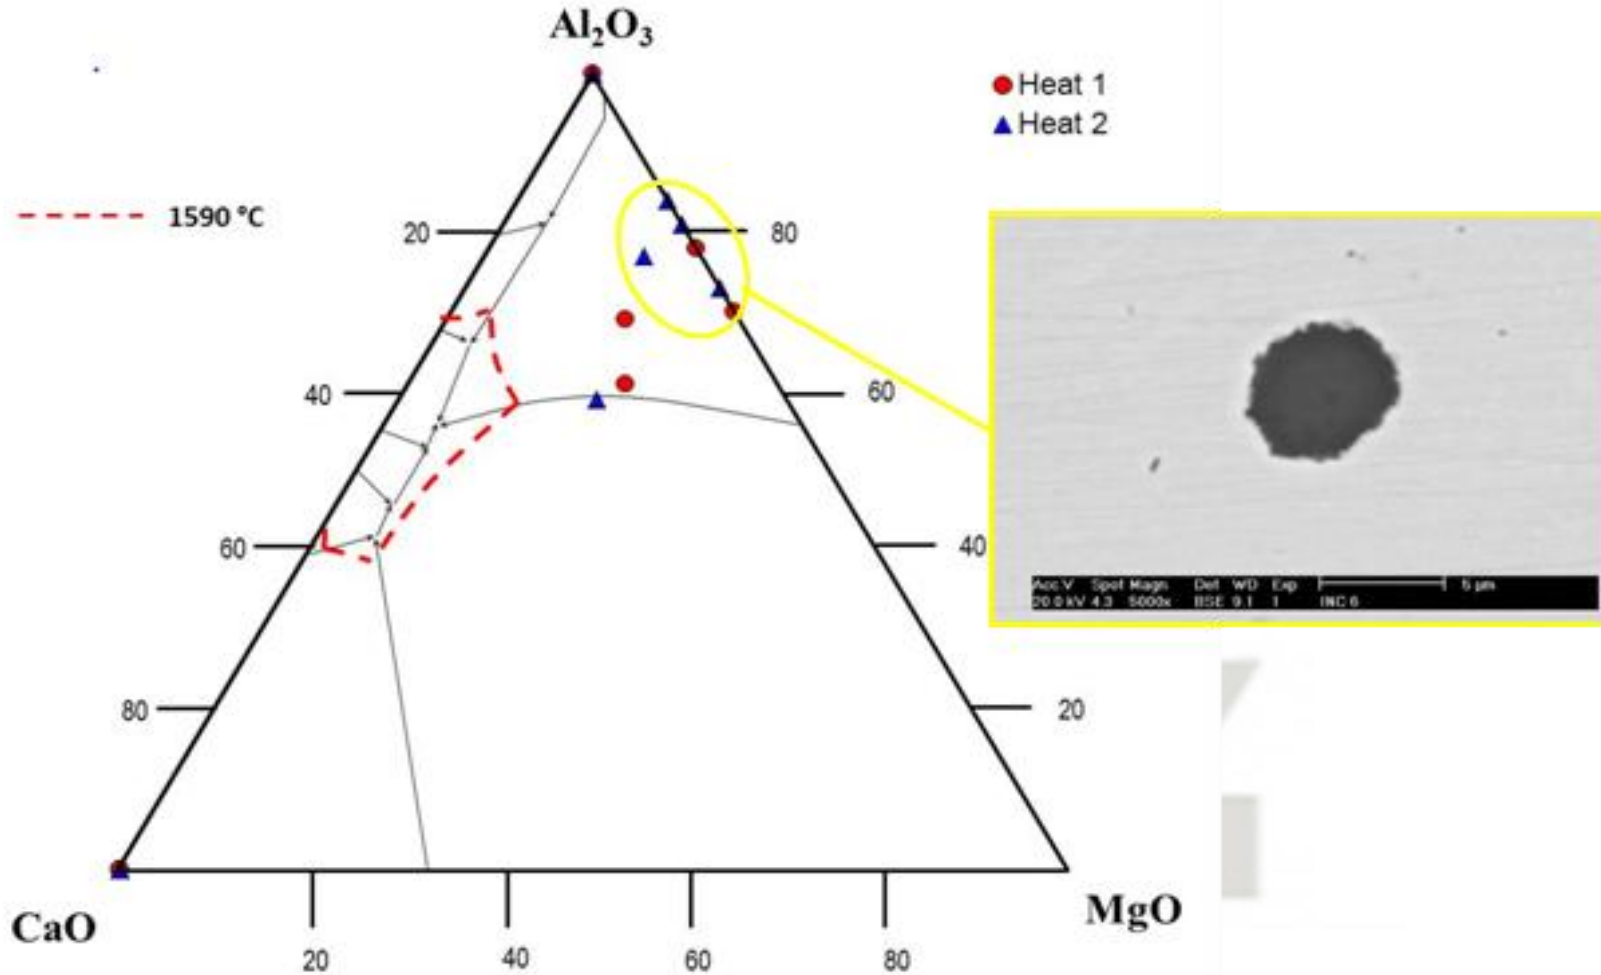 Al₂O₃
Heat 1
Heat 2
1590 °C
20
80
40
60
60
40
80
20
CaO
MgO
20
40
60
80
Acc.V Spot Magn Det WD Exp 5 µm
20.0 kV 4.3 5000x BSE 9.1 1 INC 6